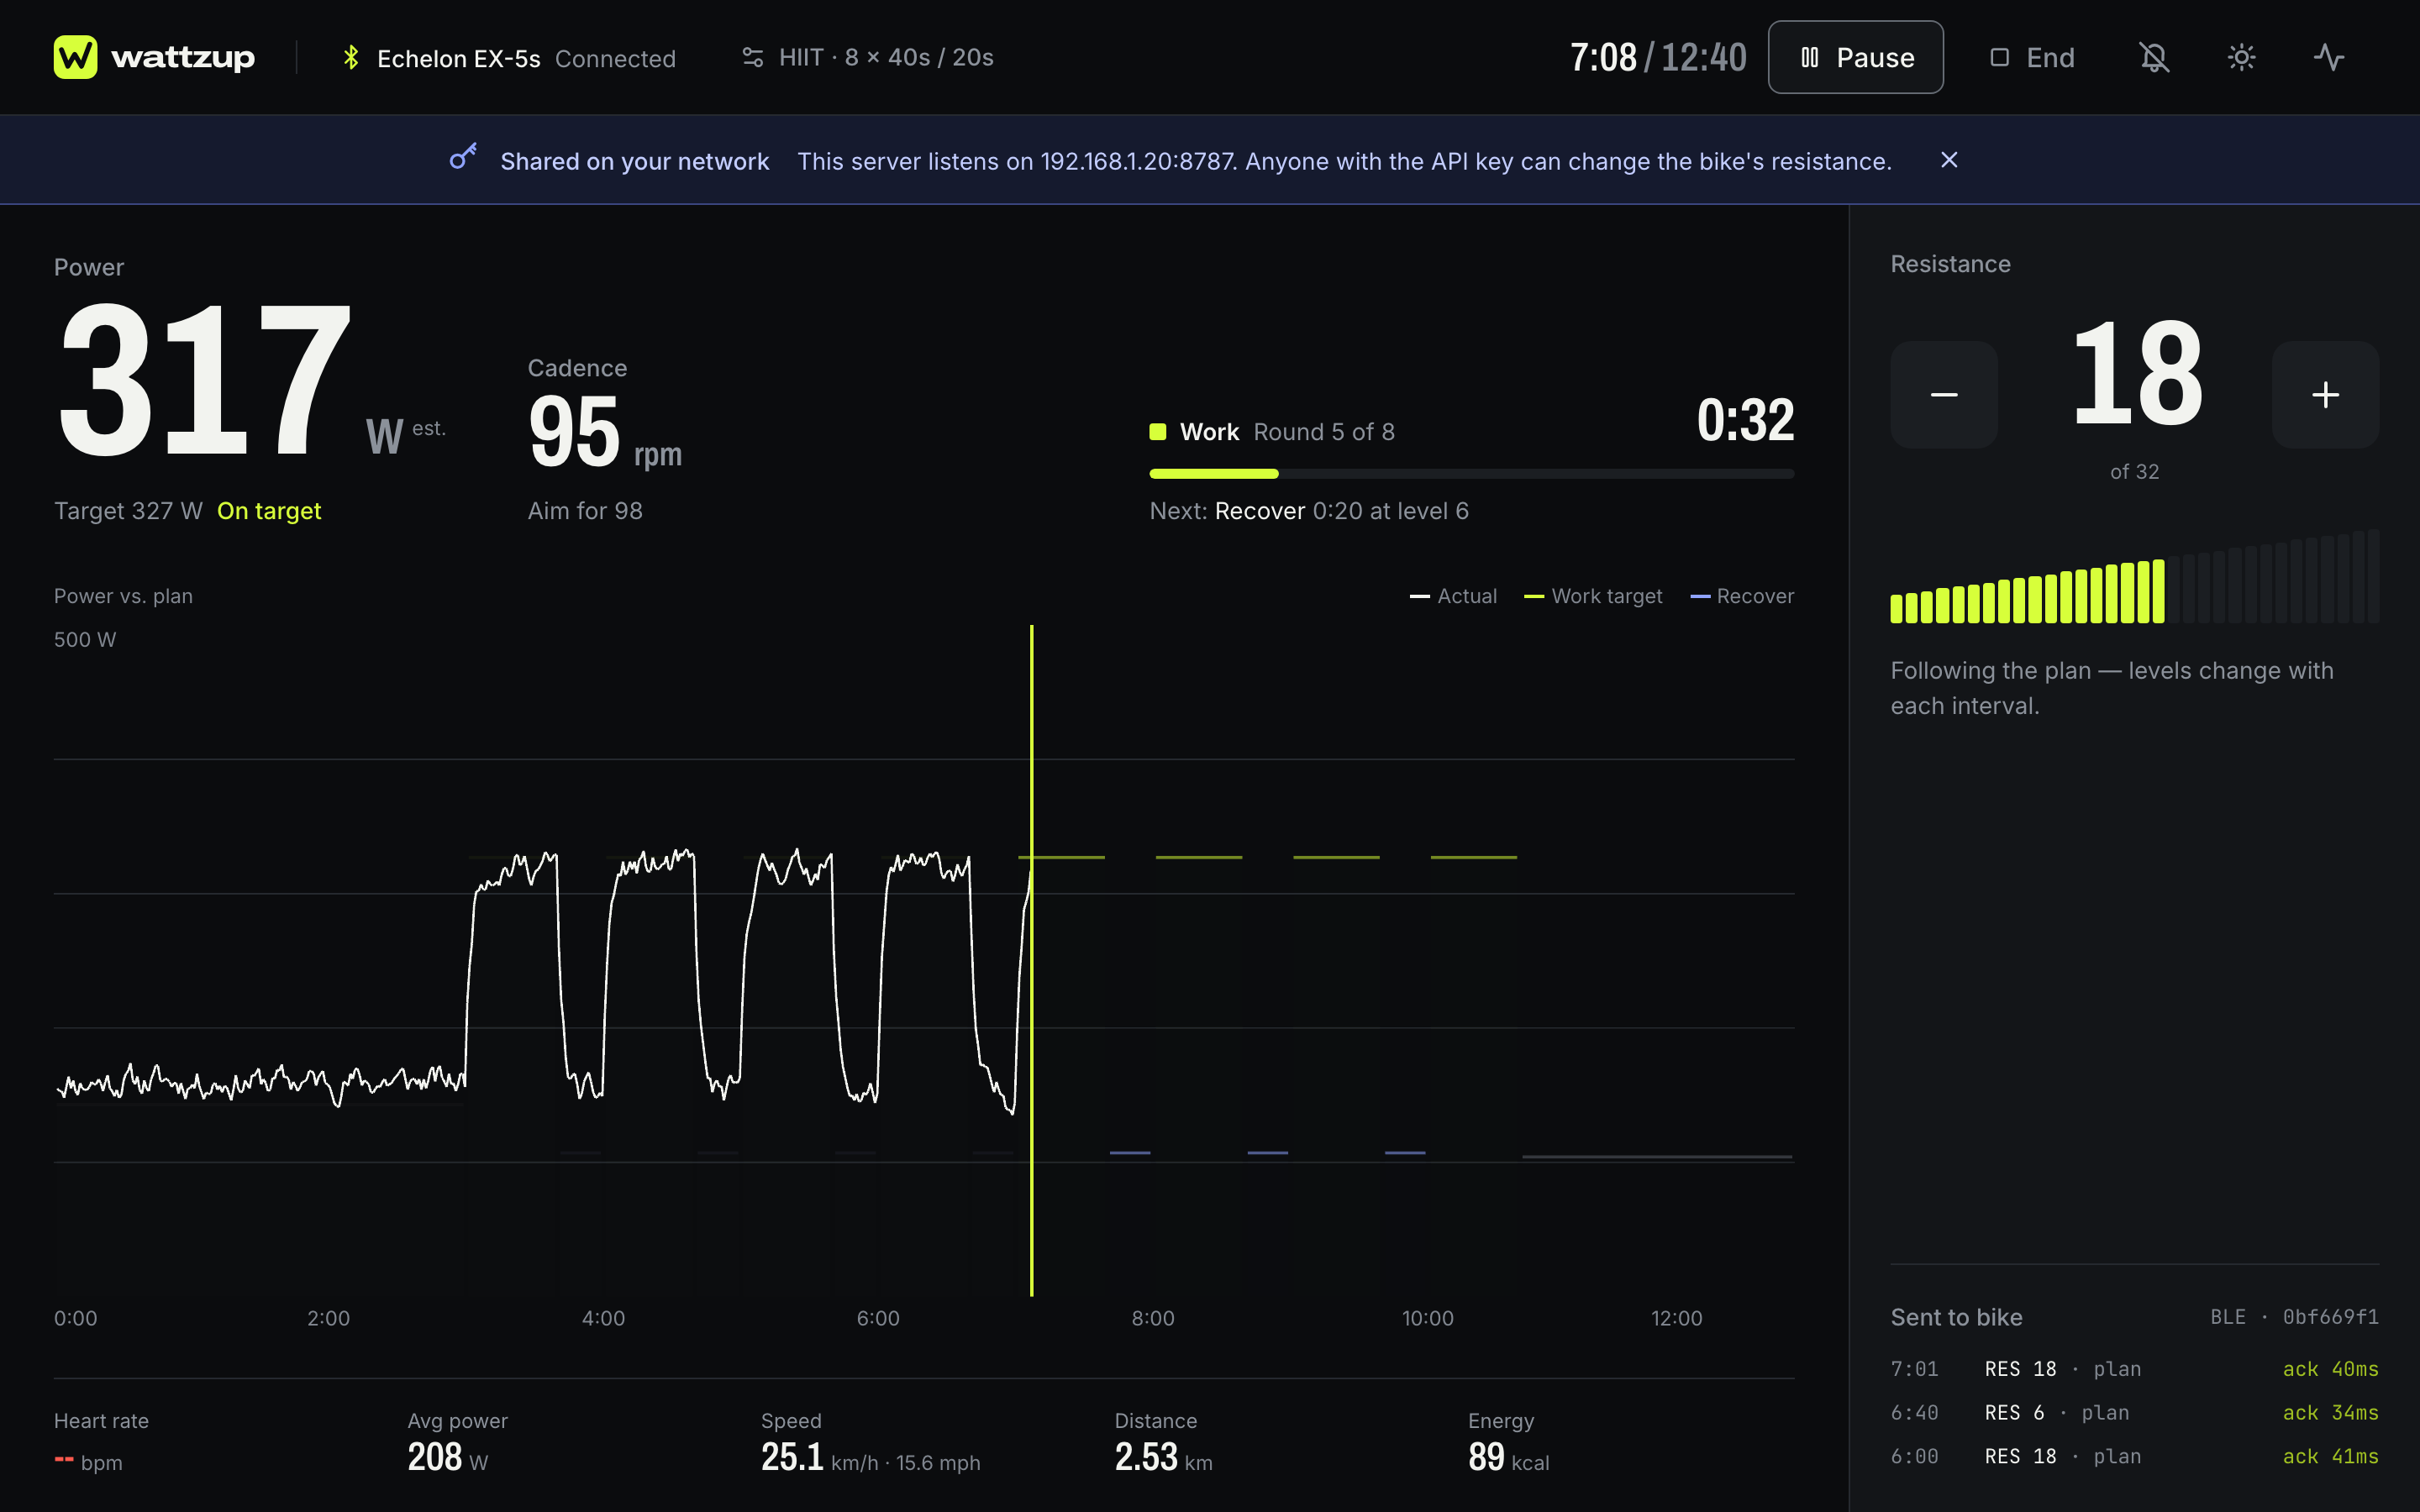 wattzup
Echelon EX-5s Connected
HIIT · 8 × 40s / 20s
7:08 / 12:40
Pause
End
Shared on your network This server listens on 192.168.1.20:8787. Anyone with the API key can change the bike's resistance.
Power
317 W est.
Target 327 W On target
Cadence
95 rpm
Aim for 98
Work Round 5 of 8
0:32
Next: Recover 0:20 at level 6
Power vs. plan
Actual Work target Recover
500 W
0:00 2:00 4:00 6:00 8:00 10:00 12:00
Heart rate
-- bpm
Avg power
208 W
Speed
25.1 km/h · 15.6 mph
Distance
2.53 km
Energy
89 kcal
Resistance
18
of 32
Following the plan — levels change with
each interval.
Sent to bike BLE · 0bf669f1
7:01 RES 18 · plan ack 40ms
6:40 RES 6 · plan ack 34ms
6:00 RES 18 · plan ack 41ms